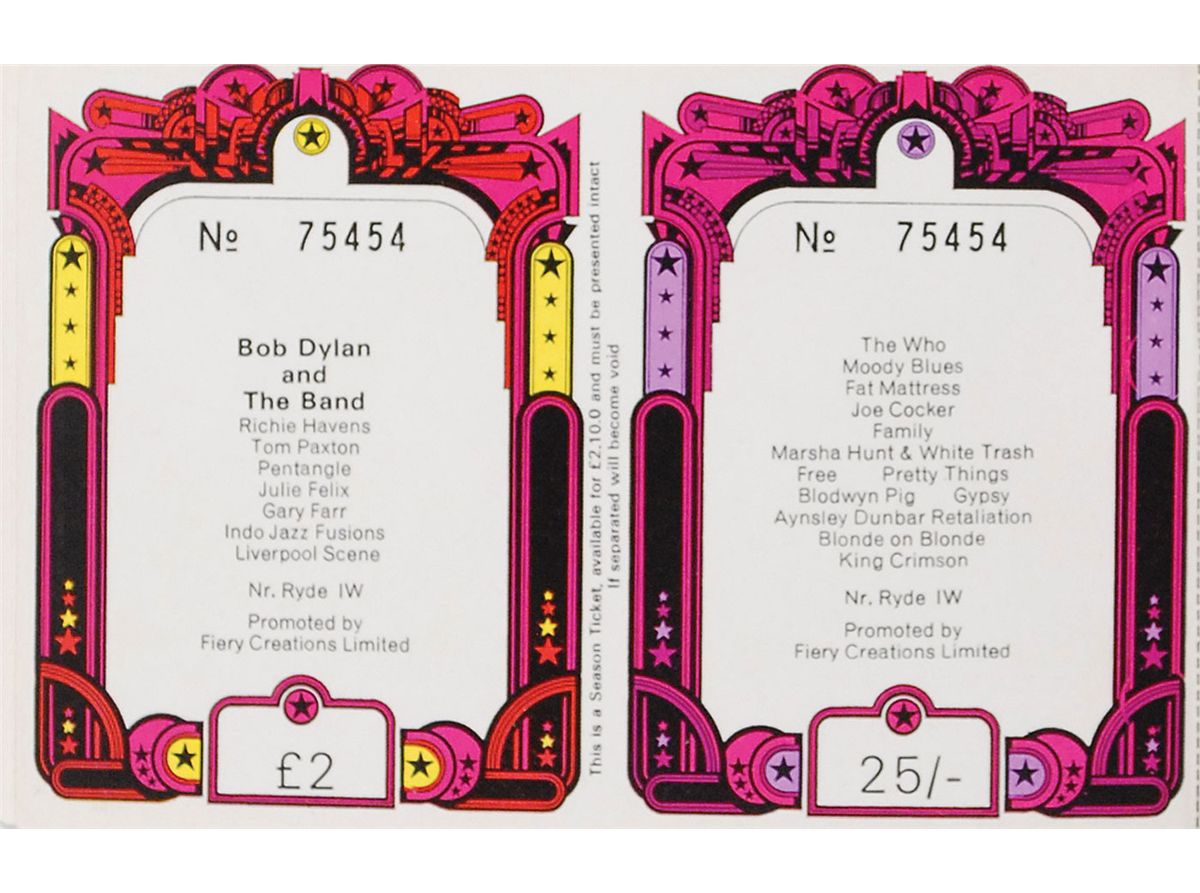 № 75454
Bob Dylan
and
The Band
Richie Havens
Tom Paxton
Pentangle
Julie Felix
Gary Farr
Indo Jazz Fusions
Liverpool Scene
Nr. Ryde IW
Promoted by
Fiery Creations Limited
£2
This is a Season Ticket, available for £2.10.0 and must be presented intact
If separated will become void
№ 75454
The Who
Moody Blues
Fat Mattress
Joe Cocker
Family
Marsha Hunt & White Trash
Free Pretty Things
Blodwyn Pig Gypsy
Aynsley Dunbar Retaliation
Blonde on Blonde
King Crimson
Nr. Ryde IW
Promoted by
Fiery Creations Limited
25/-